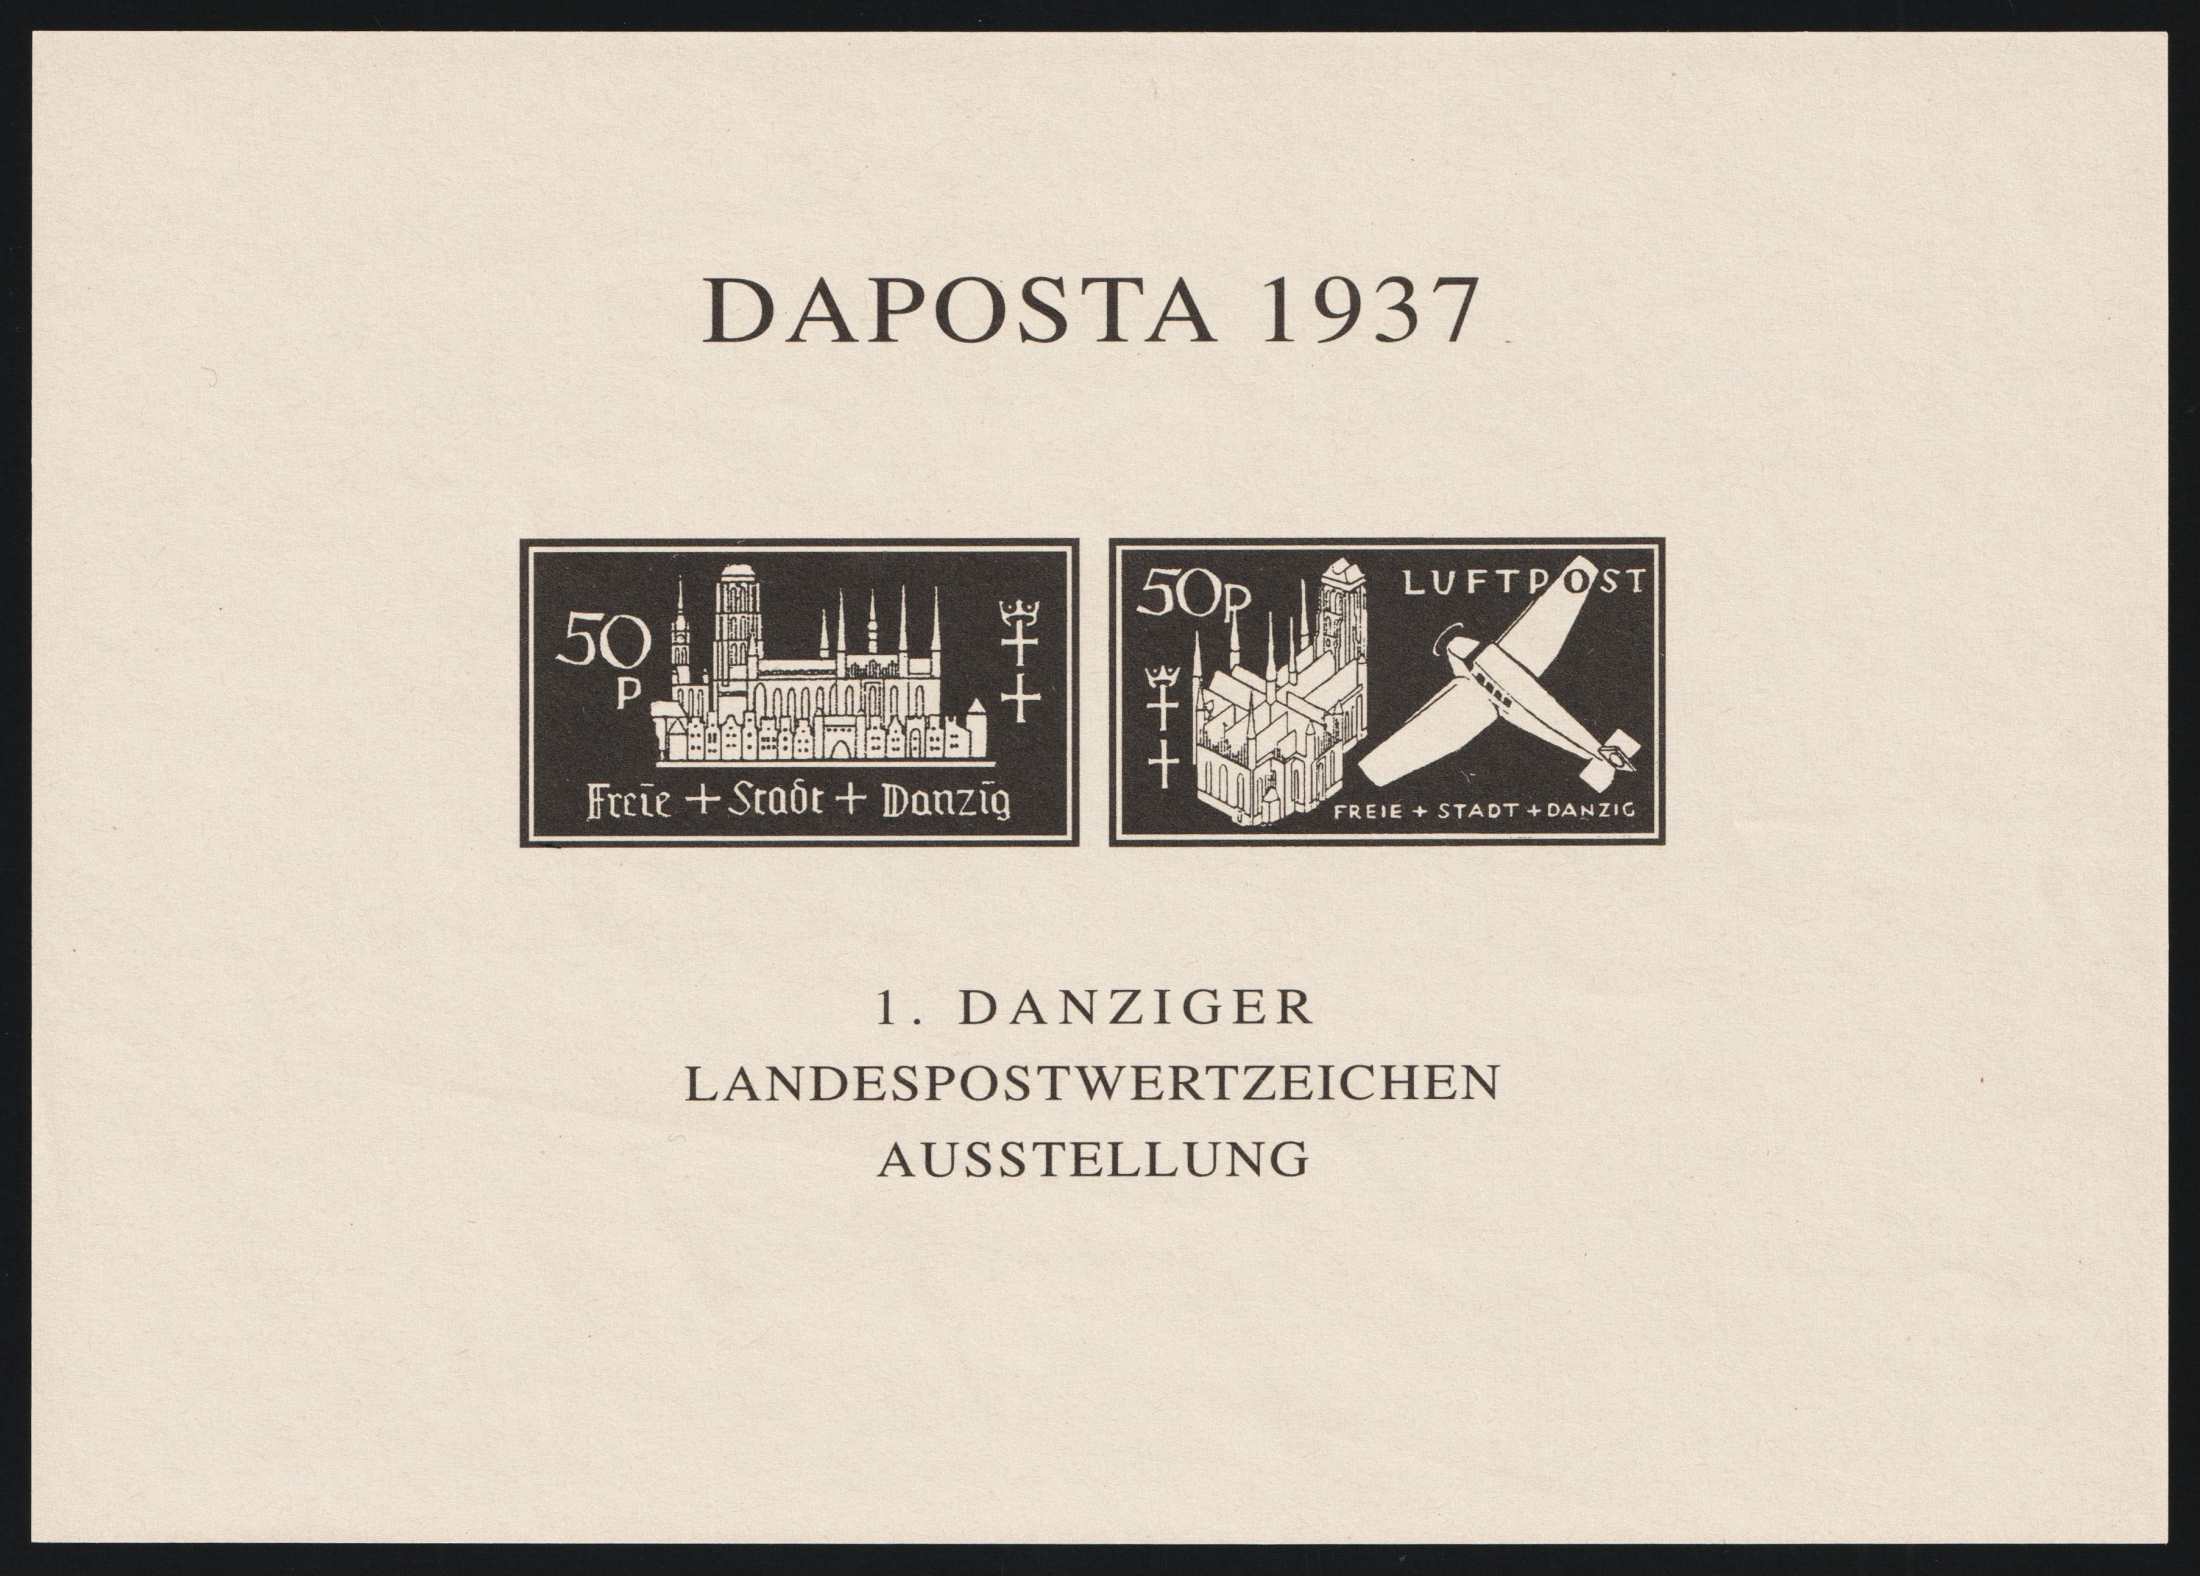 DAPOSTA 1937
50
P
Freie + Stadt + Danzig
50p
LUFTPOST
FREIE + STADT + DANZIG
1. DANZIGER
LANDESPOSTWERTZEICHEN
AUSSTELLUNG